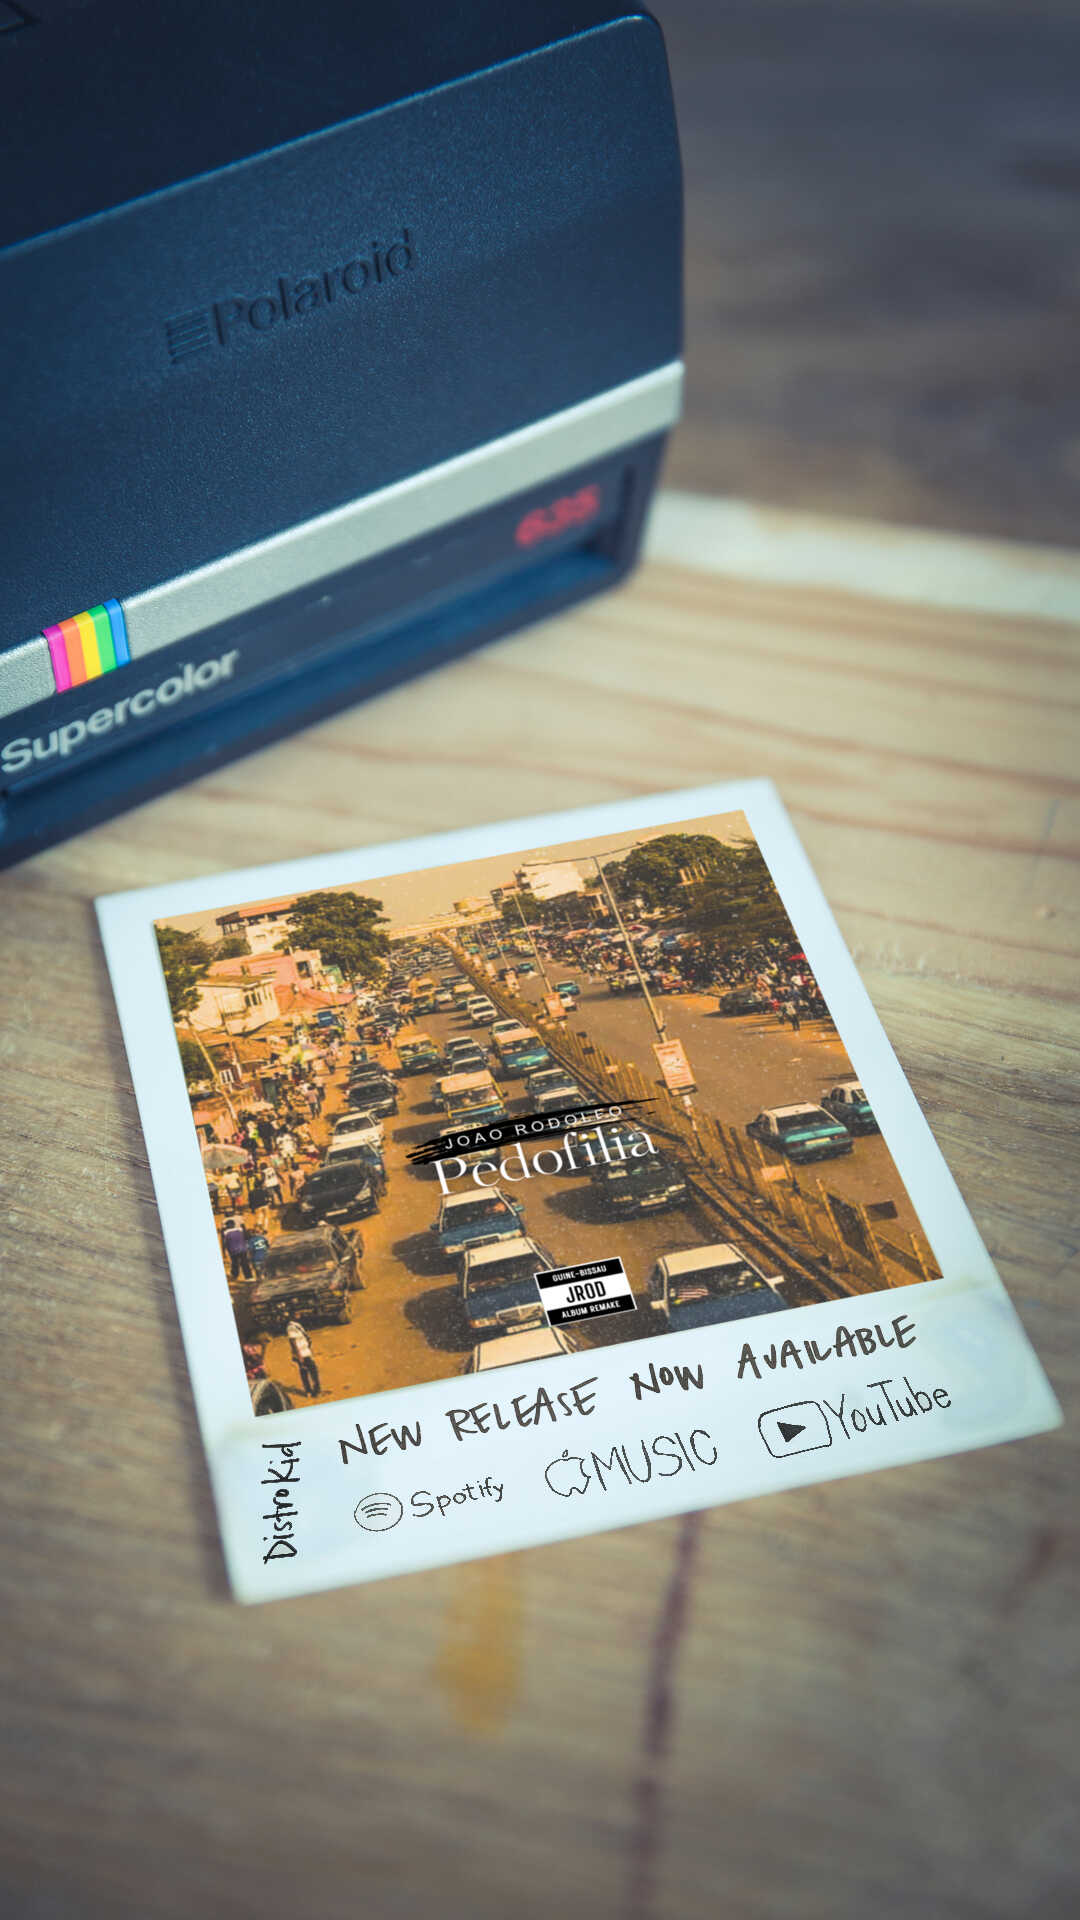 Polaroid
635
Supercolor
JOAO RODOLFO
Pedofilia
GUINE-BISSAU
JROD
ALBUM REMAKE
NEW RELEASE NOW AVAILABLE
DistroKid
Spotify
MUSIC
YouTube